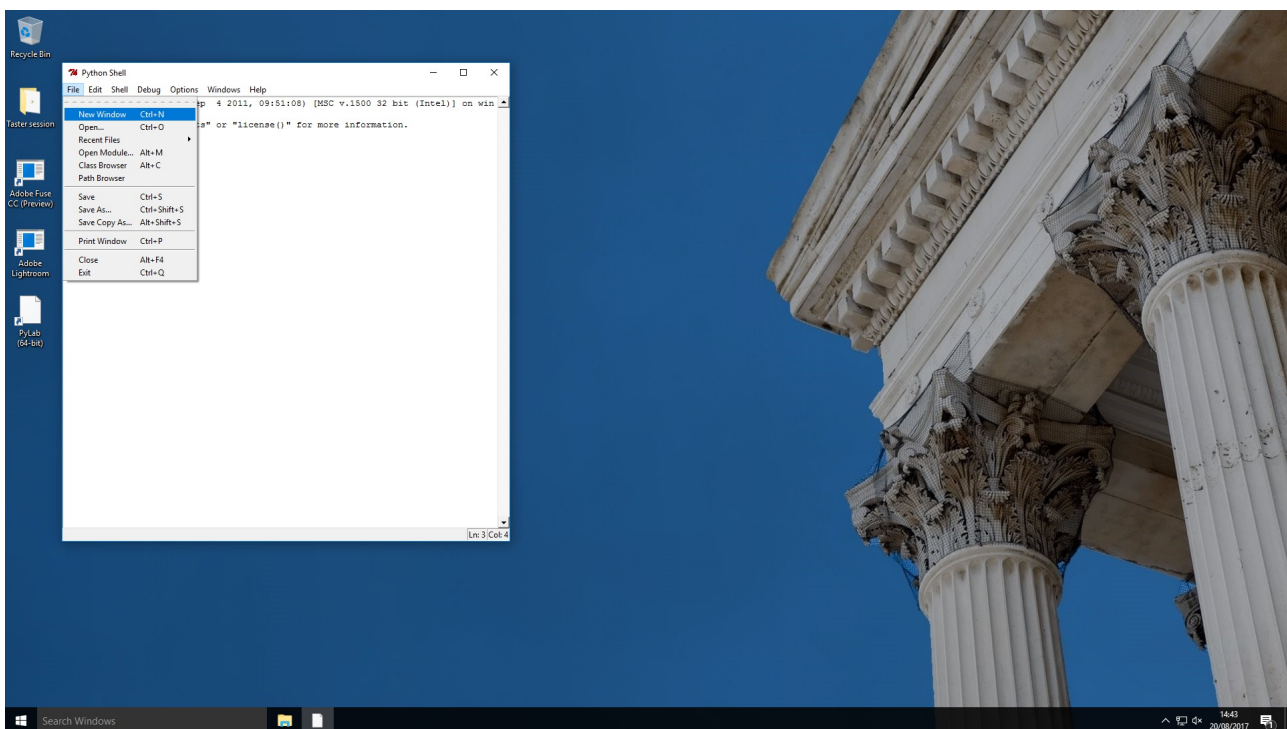 Recycle Bin
Taster session
Adobe Fuse
CC (Preview)
Adobe
Lightroom
PyLab
(64-bit)
Python Shell
File Edit Shell Debug Options Windows Help
4 2011, 09:51:08) [MSC v.1500 32 bit (Intel)] on win
" or "license()" for more information.
New Window Ctrl+N
Open... Ctrl+O
Recent Files
Open Module... Alt+M
Class Browser Alt+C
Path Browser
Save Ctrl+S
Save As... Ctrl+Shift+S
Save Copy As... Alt+Shift+S
Print Window Ctrl+P
Close Alt+F4
Exit Ctrl+Q
Ln: 3 Col: 4
Search Windows
14:43
20/08/2017